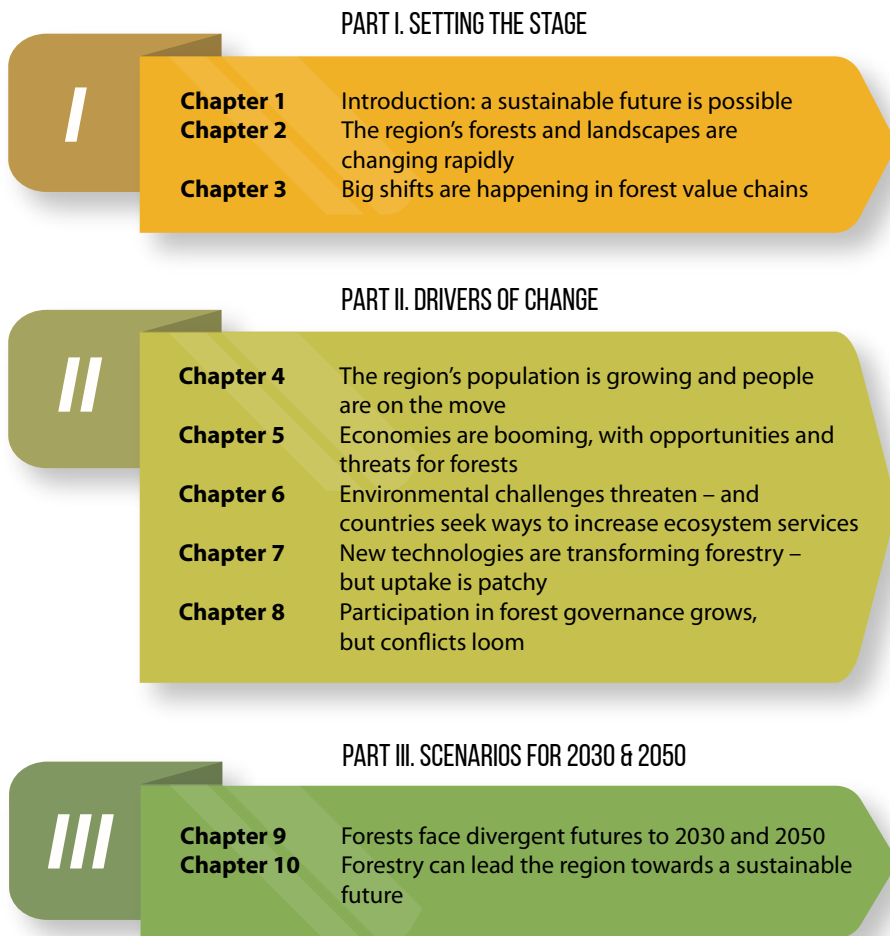 PART I. SETTING THE STAGE
I
Chapter 1 Introduction: a sustainable future is possible
Chapter 2 The region’s forests and landscapes are
changing rapidly
Chapter 3 Big shifts are happening in forest value chains
PART II. DRIVERS OF CHANGE
II
Chapter 4 The region’s population is growing and people
are on the move
Chapter 5 Economies are booming, with opportunities and
threats for forests
Chapter 6 Environmental challenges threaten – and
countries seek ways to increase ecosystem services
Chapter 7 New technologies are transforming forestry –
but uptake is patchy
Chapter 8 Participation in forest governance grows,
but conflicts loom
PART III. SCENARIOS FOR 2030 & 2050
III
Chapter 9 Forests face divergent futures to 2030 and 2050
Chapter 10 Forestry can lead the region towards a sustainable
future